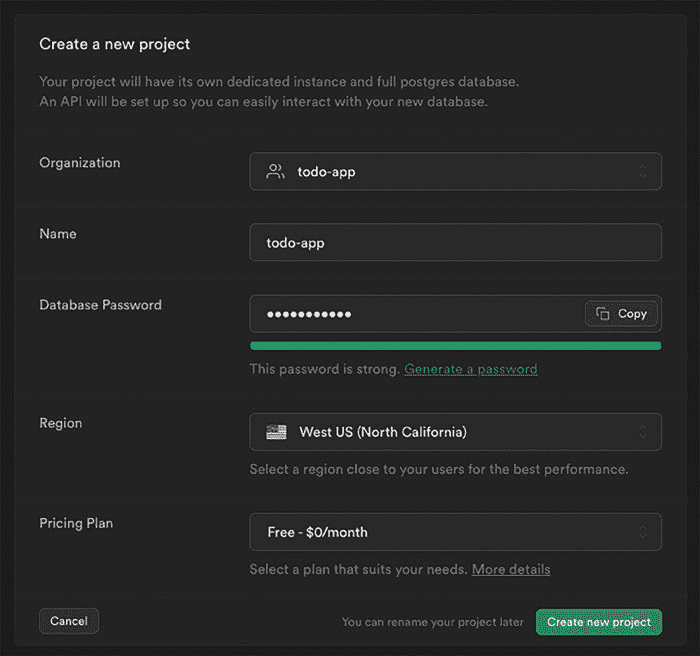 Create a new project
Your project will have its own dedicated instance and full postgres database.
An API will be set up so you can easily interact with your new database.
Organization
todo-app
Name
todo-app
Database Password
•••••••••••
Copy
This password is strong. Generate a password
Region
West US (North California)
Select a region close to your users for the best performance.
Pricing Plan
Free - $0/month
Select a plan that suits your needs. More details
Cancel
You can rename your project later
Create new project